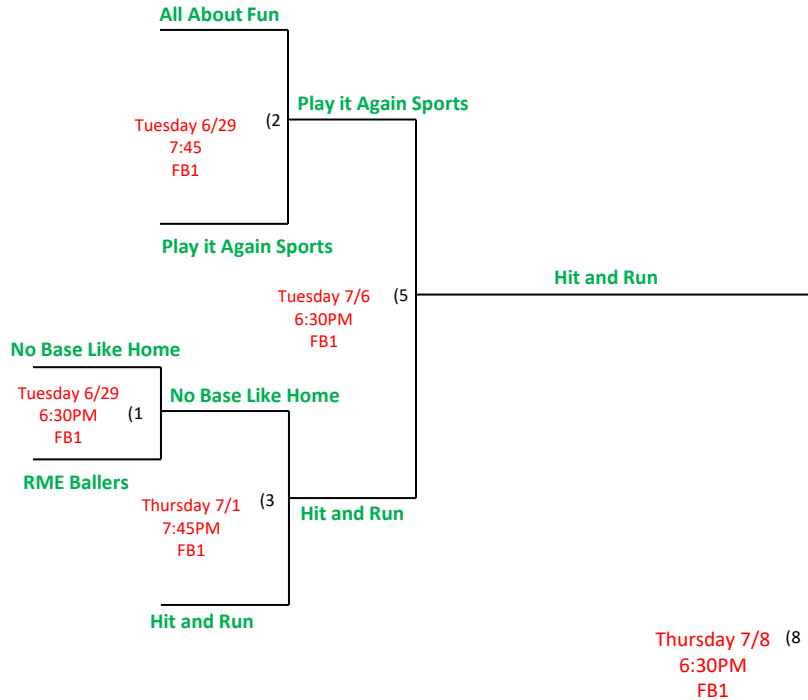 All About Fun
Play it Again Sports
Tuesday 6/29
7:45
FB1
(2
Play it Again Sports
Hit and Run
Tuesday 7/6
6:30PM
FB1
(5
No Base Like Home
Tuesday 6/29
6:30PM
FB1
(1
No Base Like Home
RME Ballers
Thursday 7/1
7:45PM
FB1
(3
Hit and Run
Hit and Run
Thursday 7/8
6:30PM
FB1
(8